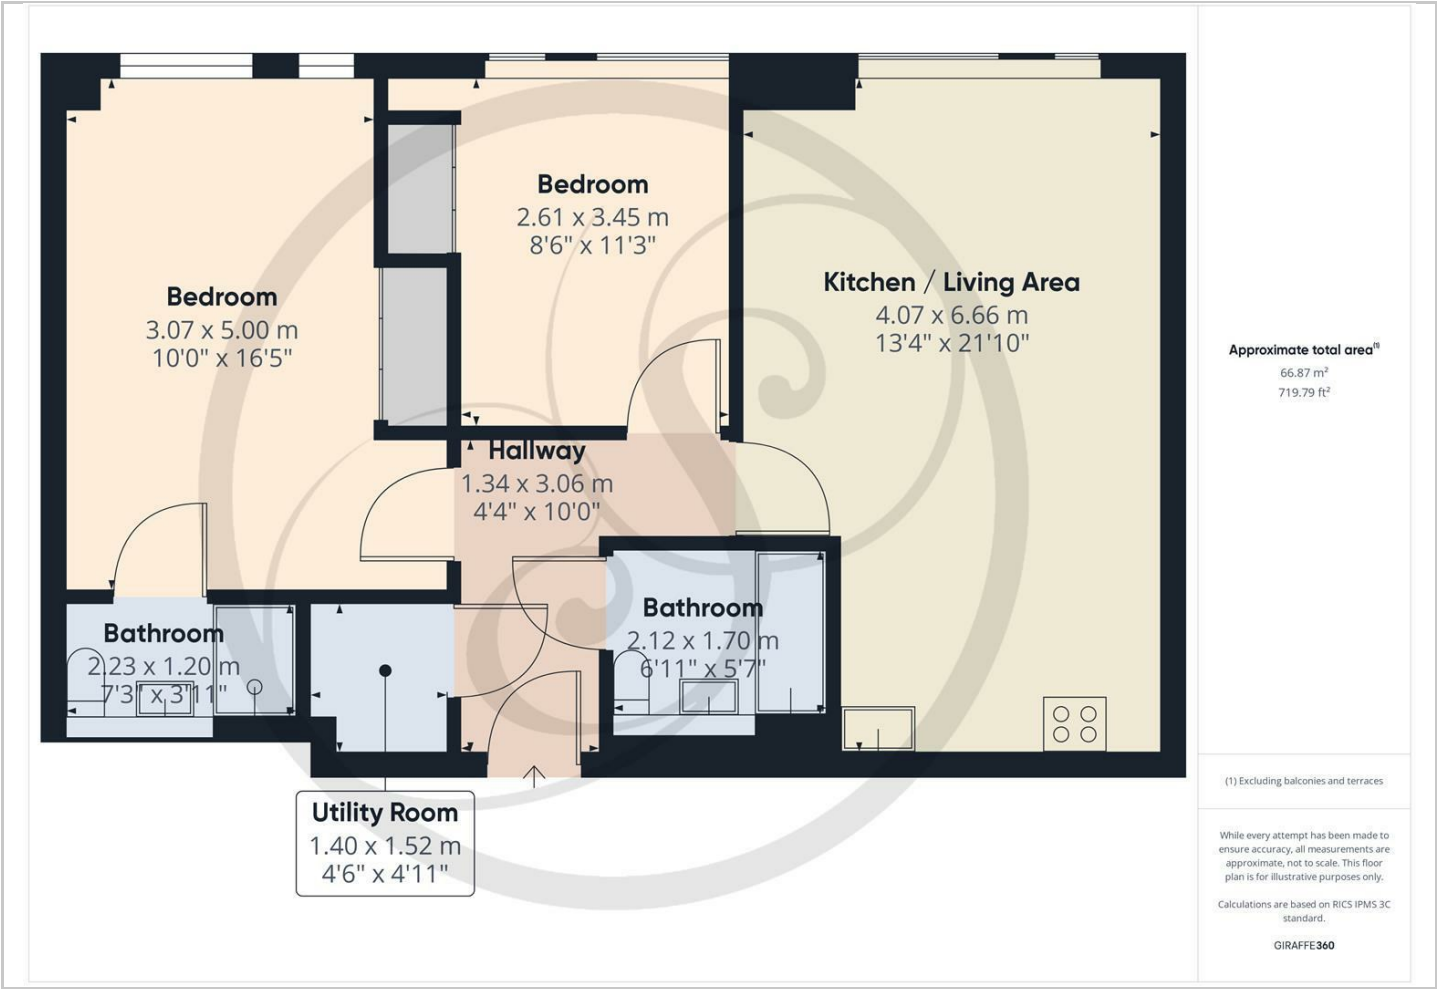 Bedroom
2.61 x 3.45 m
8'6" x 11'3"
Bedroom
3.07 x 5.00 m
10'0" x 16'5"
Kitchen / Living Area
4.07 x 6.66 m
13'4" x 21'10"
Hallway
1.34 x 3.06 m
4'4" x 10'0"
Bathroom
2.23 x 1.20 m
7'3" x 3'11"
Bathroom
2.12 x 1.70 m
6'11" x 5'7"
Utility Room
1.40 x 1.52 m
4'6" x 4'11"
Approximate total area(1)
66.87 m²
719.79 ft²
(1) Excluding balconies and terraces
While every attempt has been made to
ensure accuracy, all measurements are
approximate, not to scale. This floor
plan is for illustrative purposes only.
Calculations are based on RICS IPMS 3C
standard.
GIRAFFE360